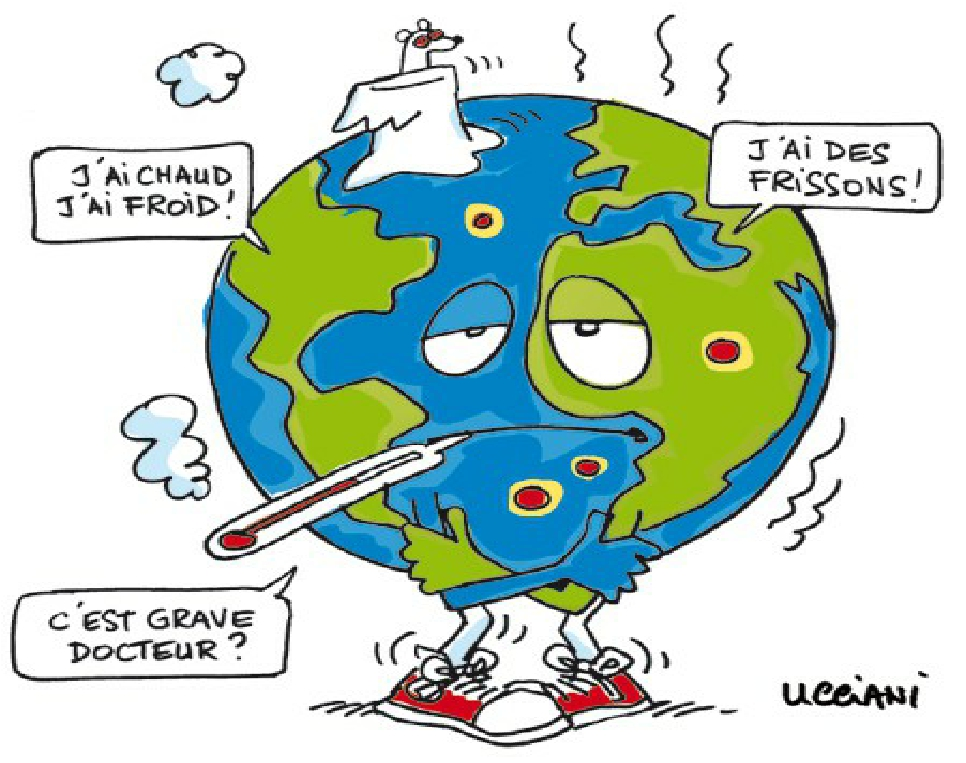 J'AI CHAUD
J'AI FROID!
J'AI DES
FRISSONS!
C'EST GRAVE
DOCTEUR?
UCCIANI